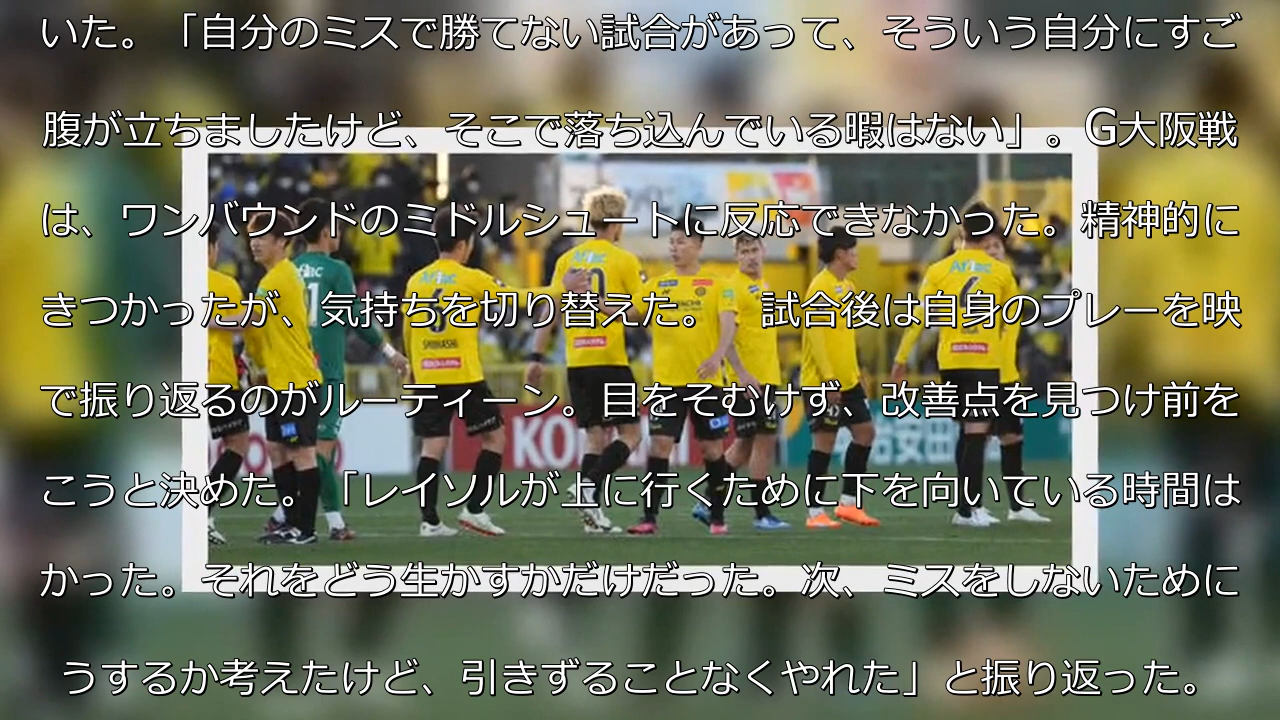 いた。「自分のミスで勝てない試合があって、そういう自分にすご
腹が立ちましたけど、そこで落ち込んでいる暇はない」。G大阪戦
は、ワンバウンドのミドルシュートに反応できなかった。精神的に
きつかったが、気持ちを切り替えた。　試合後は自身のプレーを映
で振り返るのがルーティーン。目をそむけず、改善点を見つけ前を
こうと決めた。「レイソルが上に行くために下を向いている時間は
かった。それをどう生かすかだけだった。次、ミスをしないために
うするか考えたけど、引きずることなくやれた」と振り返った。
Aflac
Aflac
6